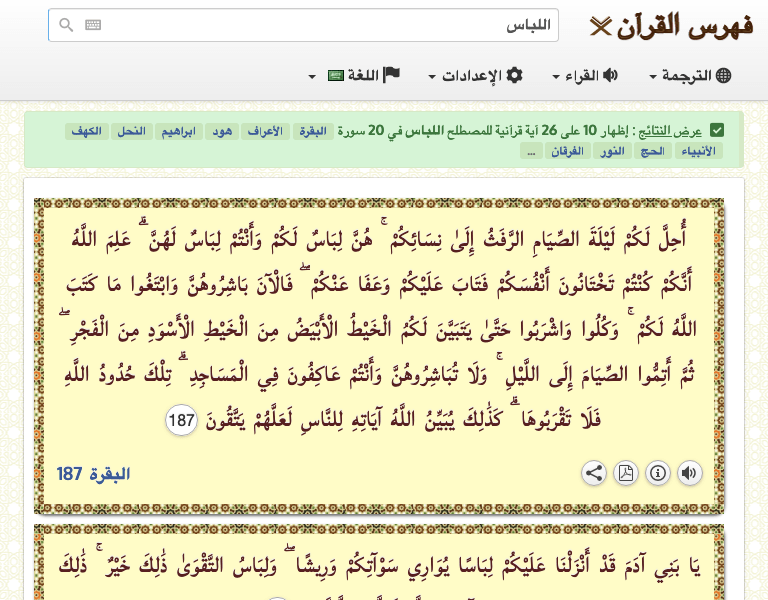 فهرس القرآن
اللباس
الترجمة القراء الإعدادات اللغة
عرض النتائج : إظهار 10 على 26 آية قرآنية للمصطلح اللباس في 20 سورة البقرة الأعراف هود ابراهيم النحل الكهف
الأنبياء الحج النور الفرقان ...
أُحِلَّ لَكُمْ لَيْلَةَ الصِّيَامِ الرَّفَثُ إِلَىٰ نِسَائِكُمْ ۚ هُنَّ لِبَاسٌ لَكُمْ وَأَنْتُمْ لِبَاسٌ لَهُنَّ ۗ عَلِمَ اللَّهُ
أَنَّكُمْ كُنْتُمْ تَخْتَانُونَ أَنْفُسَكُمْ فَتَابَ عَلَيْكُمْ وَعَفَا عَنْكُمْ ۖ فَالْآنَ بَاشِرُوهُنَّ وَابْتَغُوا مَا كَتَبَ
اللَّهُ لَكُمْ ۚ وَكُلُوا وَاشْرَبُوا حَتَّىٰ يَتَبَيَّنَ لَكُمُ الْخَيْطُ الْأَبْيَضُ مِنَ الْخَيْطِ الْأَسْوَدِ مِنَ الْفَجْرِ ۖ
ثُمَّ أَتِمُّوا الصِّيَامَ إِلَى اللَّيْلِ ۚ وَلَا تُبَاشِرُوهُنَّ وَأَنْتُمْ عَاكِفُونَ فِي الْمَسَاجِدِ ۗ تِلْكَ حُدُودُ اللَّهِ
فَلَا تَقْرَبُوهَا ۗ كَذَٰلِكَ يُبَيِّنُ اللَّهُ آيَاتِهِ لِلنَّاسِ لَعَلَّهُمْ يَتَّقُونَ 187
البقرة 187
يَا بَنِي آدَمَ قَدْ أَنْزَلْنَا عَلَيْكُمْ لِبَاسًا يُوَارِي سَوْآتِكُمْ وَرِيشًا ۖ وَلِبَاسُ التَّقْوَىٰ ذَٰلِكَ خَيْرٌ ۚ ذَٰلِكَ